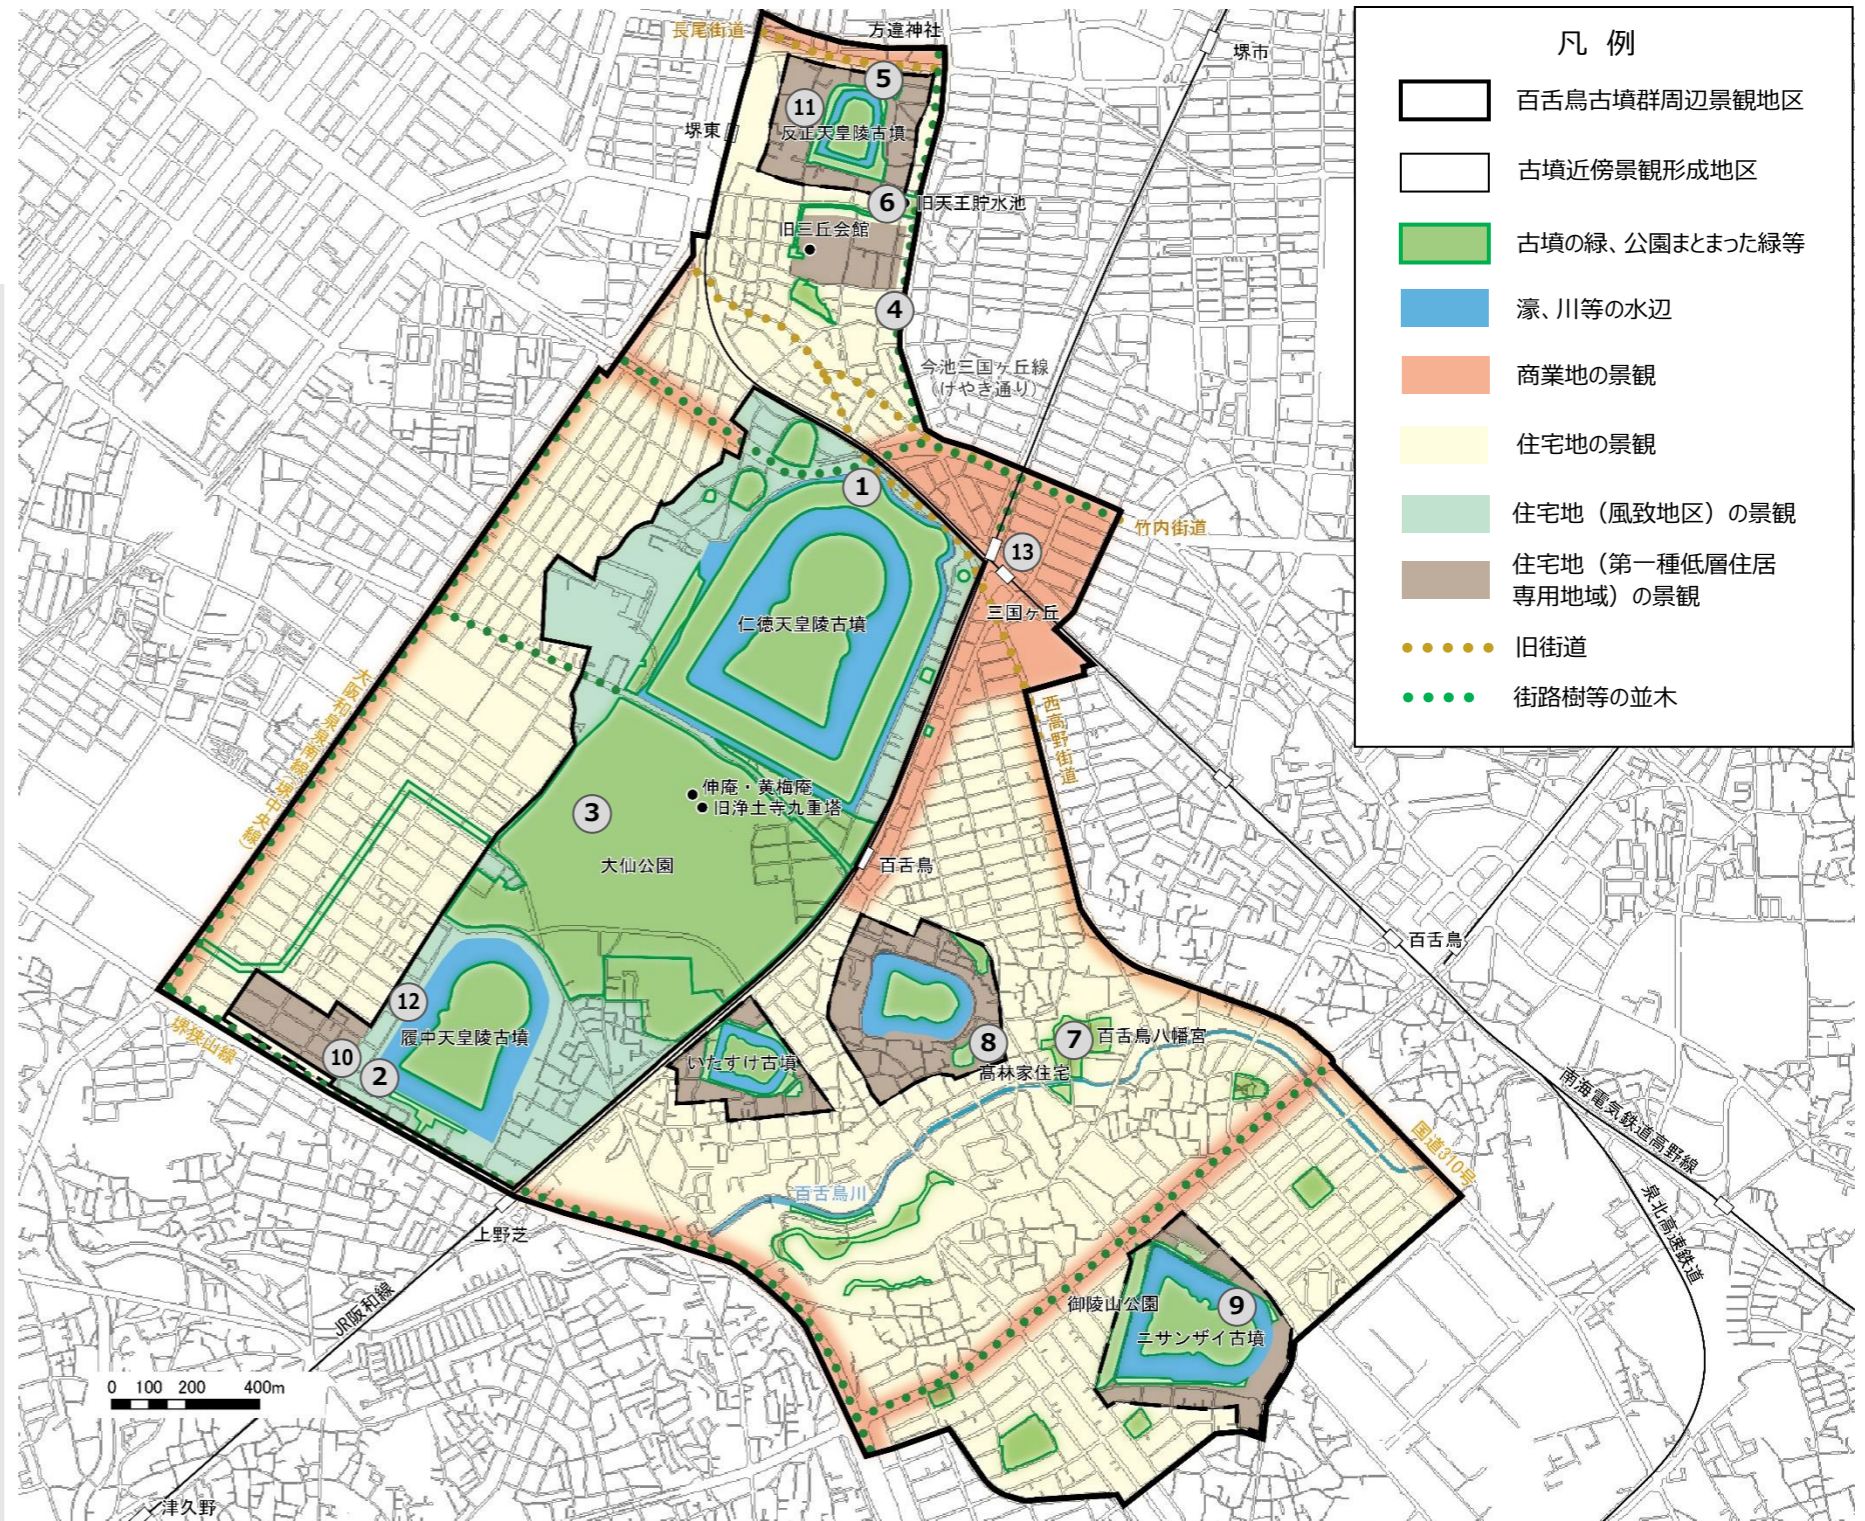 長尾街道
方違神社
堺市
5
11
堺東
反正天皇陵古墳
6
旧天王貯水池
旧三丘会館
4
今池三国ヶ丘線
(けやき通り)
1
竹内街道
13
仁徳天皇陵古墳
三国ヶ丘
西高野街道
大阪和泉泉南線(堺中央線)
伸庵・黄梅庵
旧浄土寺九重塔
3
大仙公園
百舌鳥
百舌鳥
12
履中天皇陵古墳
10
2
堺狭山線
いたすけ古墳
8
7
百舌鳥八幡宮
髙林家住宅
南海電気鉄道高野線
国道310号
泉北高速鉄道
百舌鳥川
上野芝
JR阪和線
御陵山公園
9
ニサンザイ古墳
0 100 200 400m
津久野
凡 例
百舌鳥古墳群周辺景観地区
古墳近傍景観形成地区
古墳の緑、公園まとまった緑等
濠、川等の水辺
商業地の景観
住宅地の景観
住宅地（風致地区）の景観
住宅地（第一種低層住居
専用地域）の景観
旧街道
街路樹等の並木